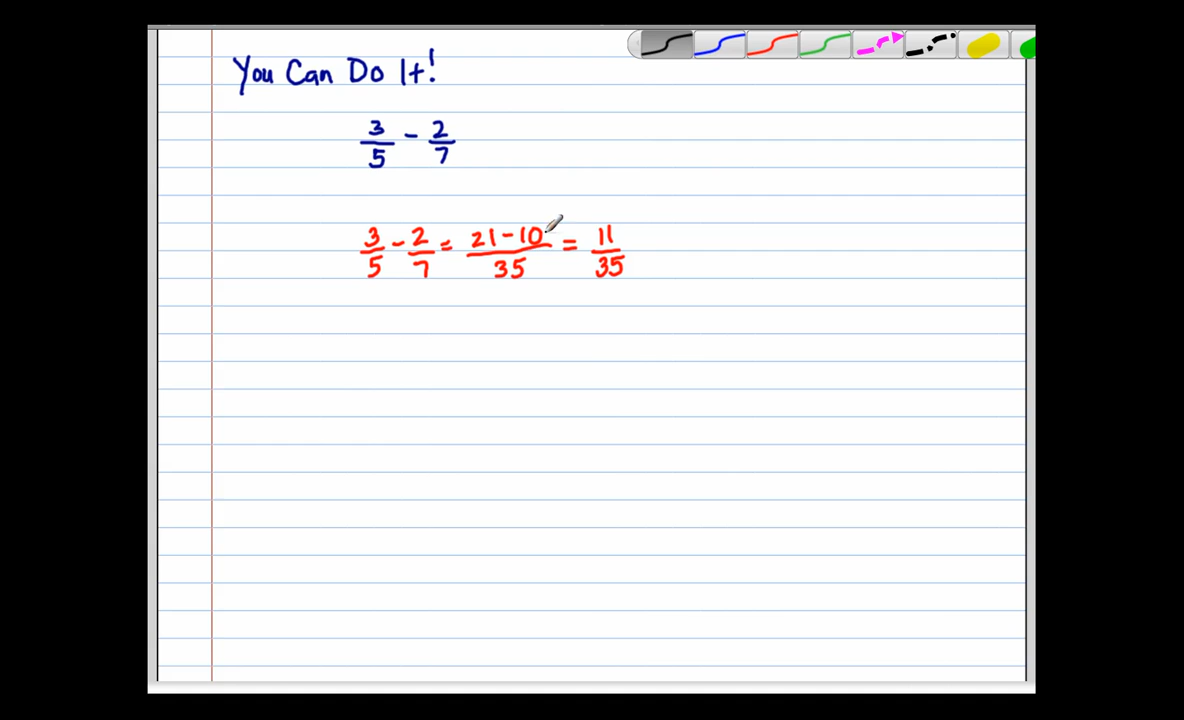 You Can Do It!
3/5 - 2/7
3/5 - 2/7 = (21-10)/35 = 11/35